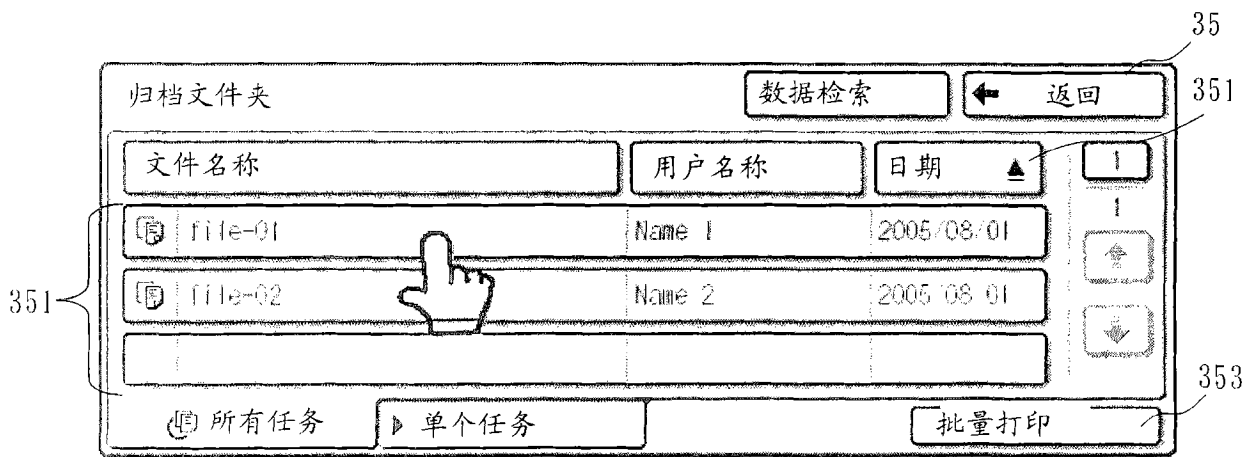 35
归档文件夹 数据检索 返回 351
文件名称 用户名称 日期 1
1
file-01 Name 1 2005/08/01
351 file-02 Name 2 2005/08/01
353
所有任务 单个任务 批量打印